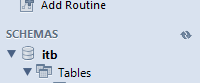 Add Routine
SCHEMAS
itb
Tables